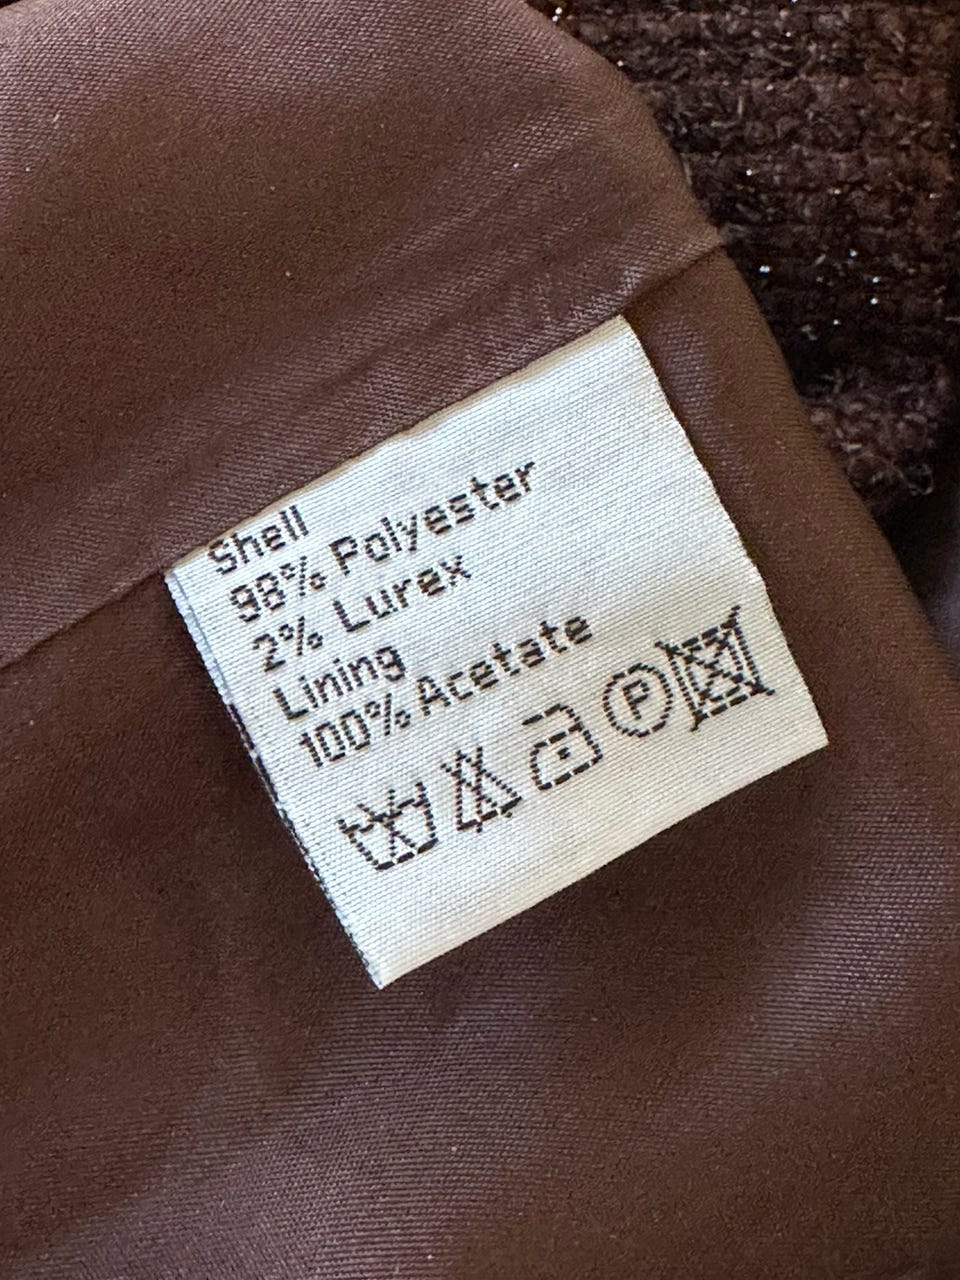 Shell
98% Polyester
2% Lurex
Lining
100% Acetate
P